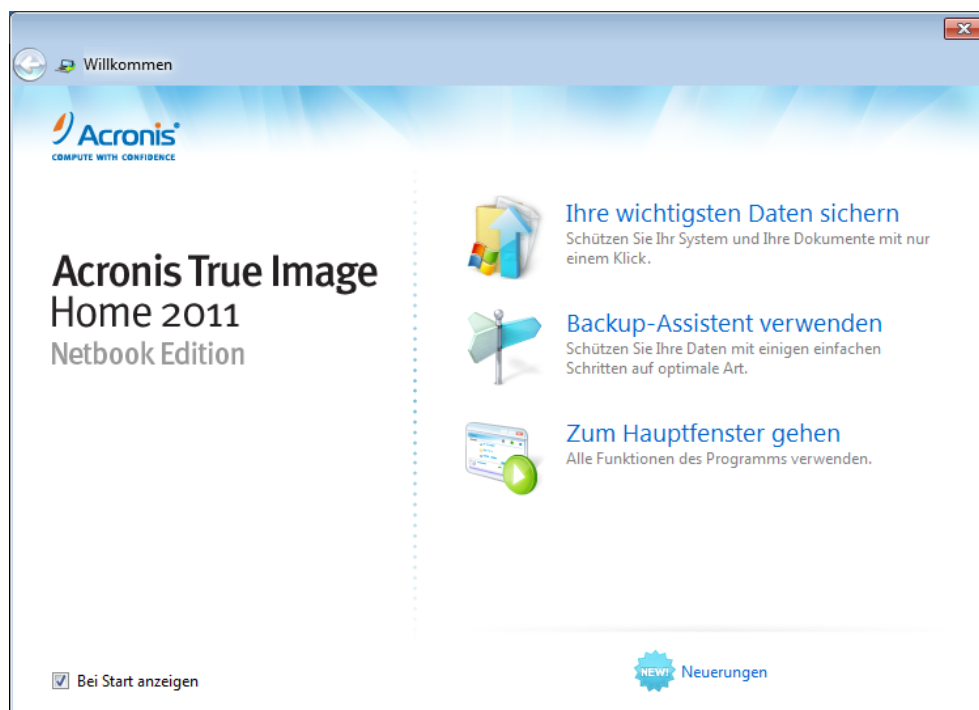 Willkommen
Acronis
COMPUTE WITH CONFIDENCE
Acronis True Image
Home 2011
Netbook Edition
Ihre wichtigsten Daten sichern
Schützen Sie Ihr System und Ihre Dokumente mit nur
einem Klick.
Backup-Assistent verwenden
Schützen Sie Ihre Daten mit einigen einfachen
Schritten auf optimale Art.
Zum Hauptfenster gehen
Alle Funktionen des Programms verwenden.
Bei Start anzeigen
NEW!
Neuerungen